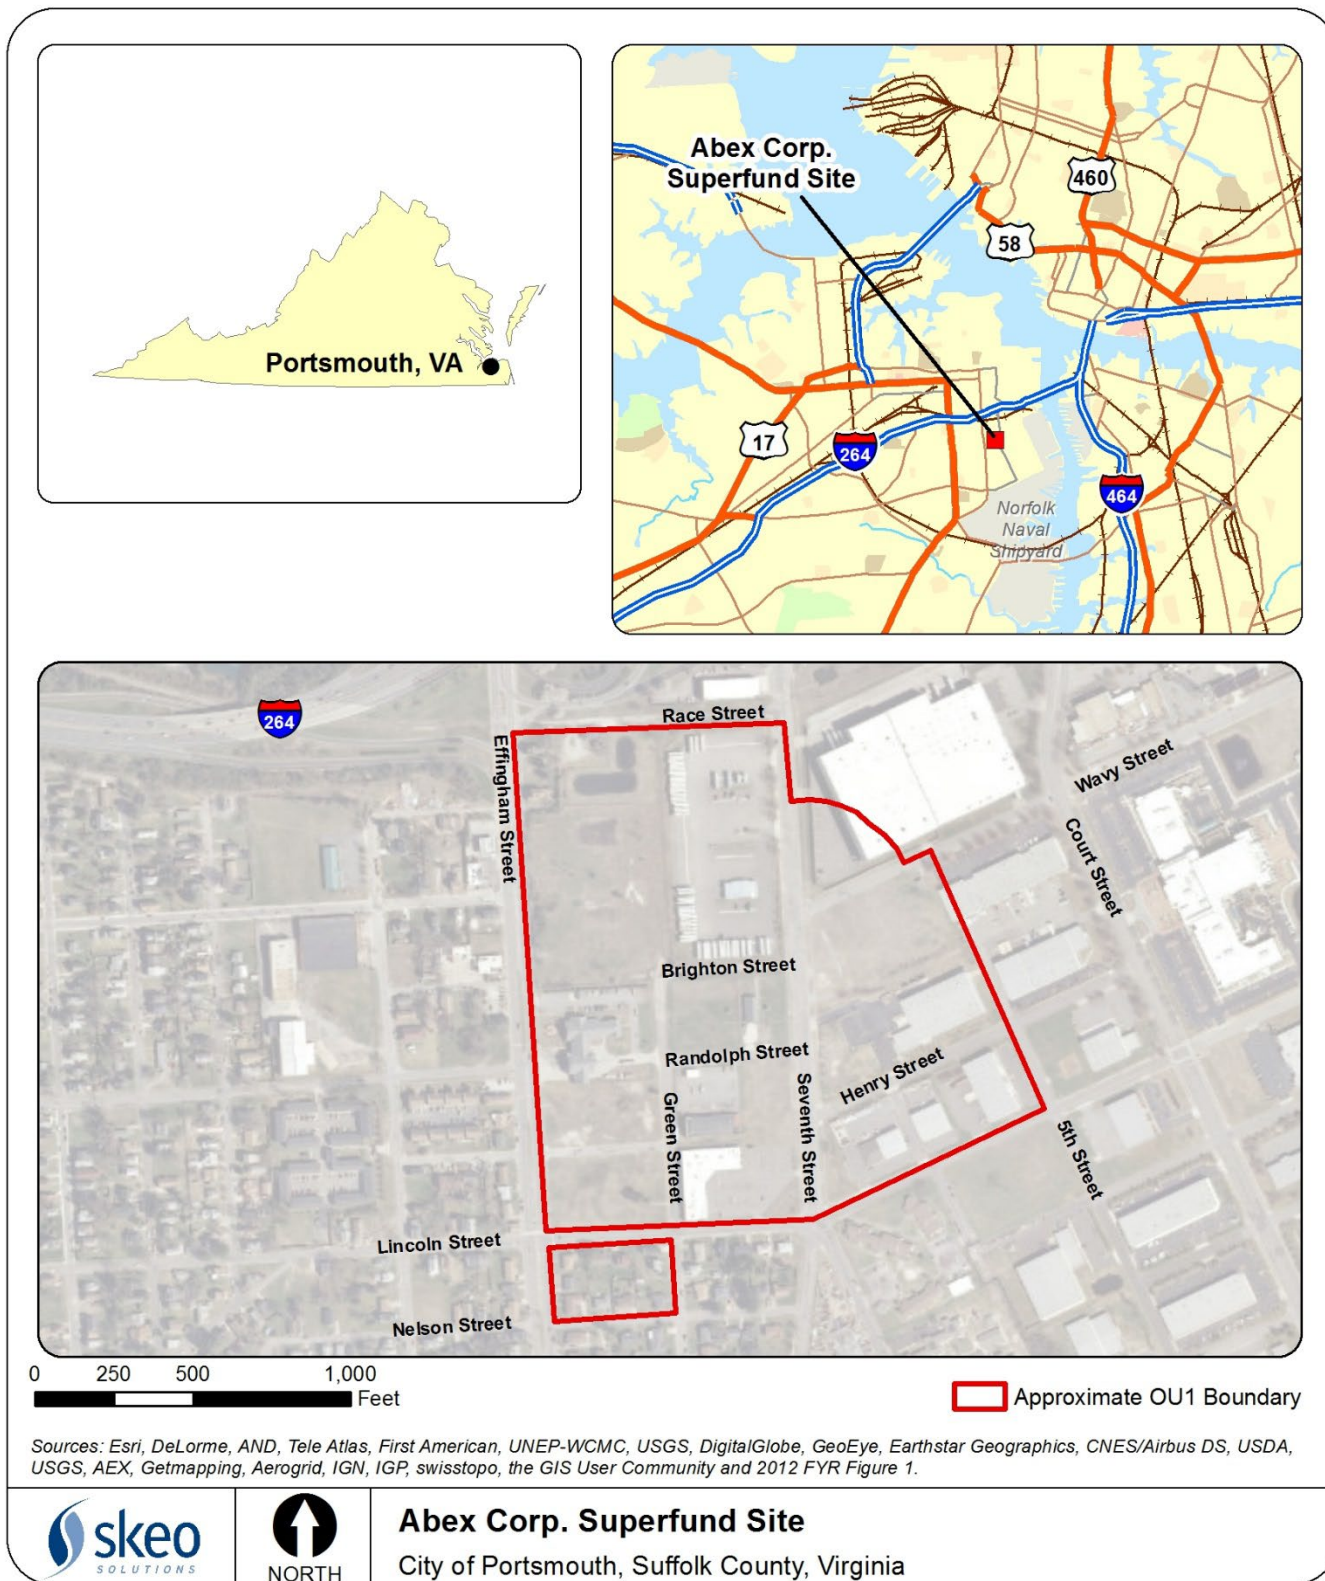 Portsmouth, VA
Abex Corp.
Superfund Site
460
58
17
264
464
Norfolk
Naval
Shipyard
264
Race Street
Effingham Street
Wavy Street
Court Street
Brighton Street
Randolph Street
Henry Street
Green Street
Seventh Street
5th Street
Lincoln Street
Nelson Street
0 250 500 1,000
Feet
Approximate OU1 Boundary
Sources: Esri, DeLorme, AND, Tele Atlas, First American, UNEP-WCMC, USGS, DigitalGlobe, GeoEye, Earthstar Geographics, CNES/Airbus DS, USDA,
USGS, AEX, Getmapping, Aerogrid, IGN, IGP, swisstopo, the GIS User Community and 2012 FYR Figure 1.
skeo
SOLUTIONS
NORTH
Abex Corp. Superfund Site
City of Portsmouth, Suffolk County, Virginia